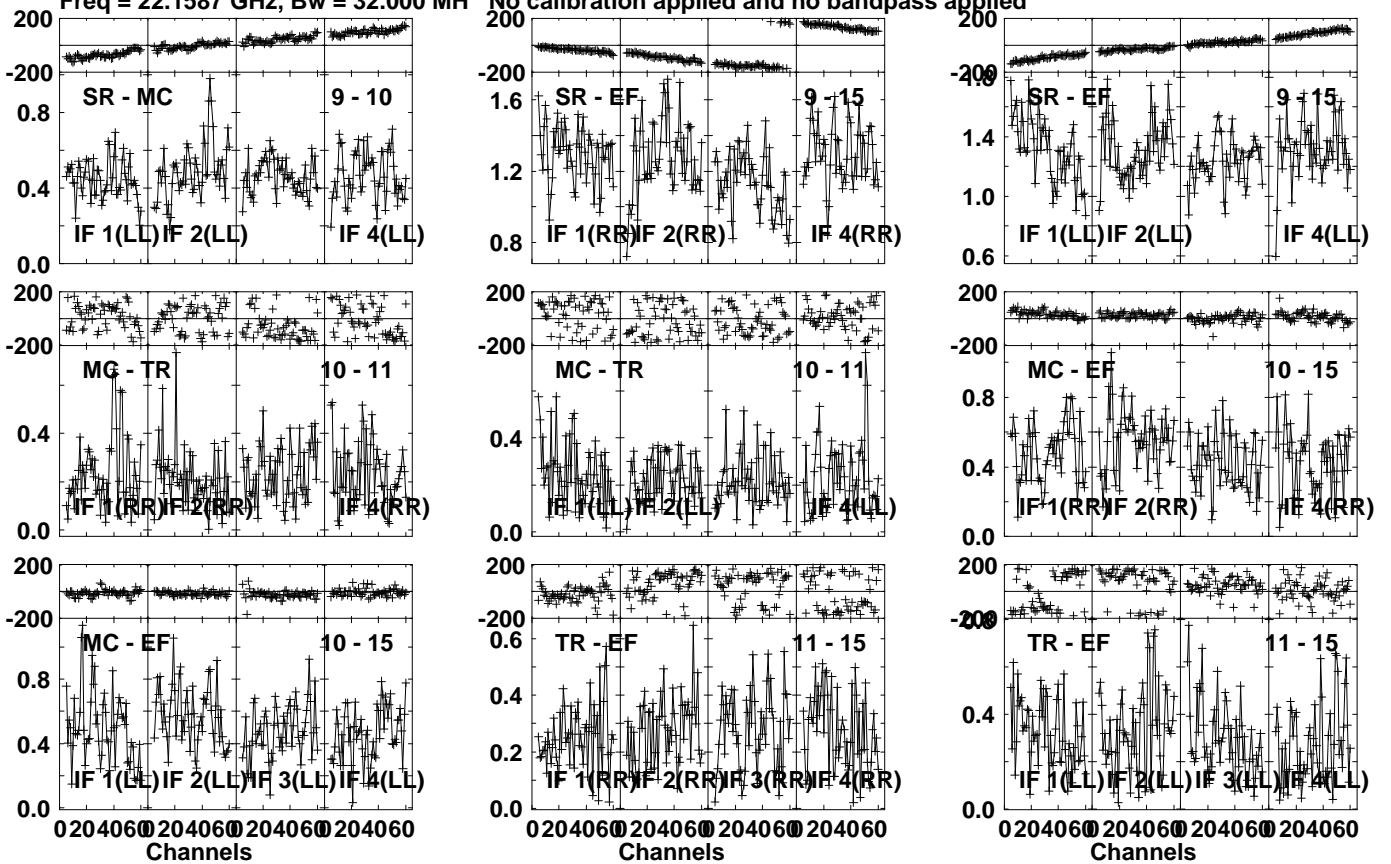 Freq = 22.1587 GHz, Bw = 32.000 MH No calibration applied and no bandpass applied
200
-200
SR - MC 9 - 10
0.8
0.4
0.0
IF 1(LL) IF 2(LL) IF 4(LL)
200
-200
SR - EF 9 - 15
1.6
1.2
0.8
IF 1(RR) IF 2(RR) IF 4(RR)
200
-200
1.8
SR - EF 9 - 15
1.4
1.0
0.6
IF 1(LL) IF 2(LL) IF 4(LL)
200
-200
MC - TR 10 - 11
0.4
0.0
IF 1(RR) IF 2(RR) IF 4(RR)
200
-200
MC - TR 10 - 11
0.4
0.0
IF 1(LL) IF 2(LL) IF 4(LL)
200
-200
MC - EF 10 - 15
0.8
0.4
0.0
IF 1(RR) IF 2(RR) IF 4(RR)
200
-200
MC - EF 10 - 15
0.8
0.4
0.0
IF 1(LL) IF 2(LL) IF 3(LL) IF 4(LL)
0 20 40 60 0 20 40 60 0 20 40 60 0 20 40 60
Channels
200
-200
TR - EF 11 - 15
0.6
0.4
0.2
0.0
IF 1(RR) IF 2(RR) IF 3(RR) IF 4(RR)
0 20 40 60 0 20 40 60 0 20 40 60 0 20 40 60
Channels
200
-200
0.8
TR - EF 11 - 15
0.4
0.0
IF 1(LL) IF 2(LL) IF 3(LL) IF 4(LL)
0 20 40 60 0 20 40 60 0 20 40 60 0 20 40 60
Channels